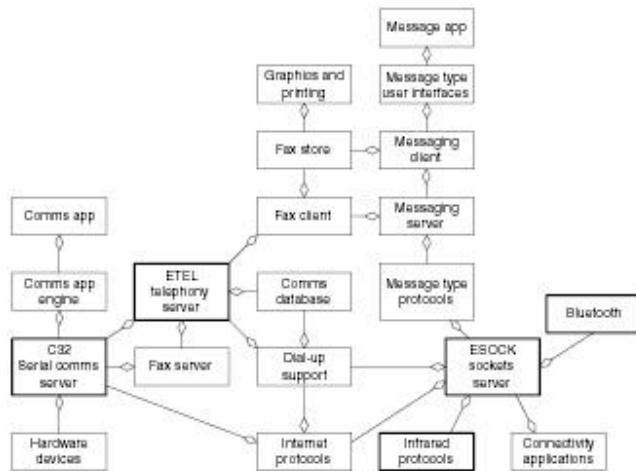 Message app
Graphics and
printing
Message type
user interfaces
Fax store
Messaging
client
Comms app
Fax client
Messaging
server
Comms app
engine
ETEL
telephony
server
Comms
database
Message type
protocols
Bluetooth
C32
Serial comms
server
Fax server
Dial-up
support
ESOCK
sockets
server
Hardware
devices
Internet
protocols
Infrared
protocols
Connectivity
applications